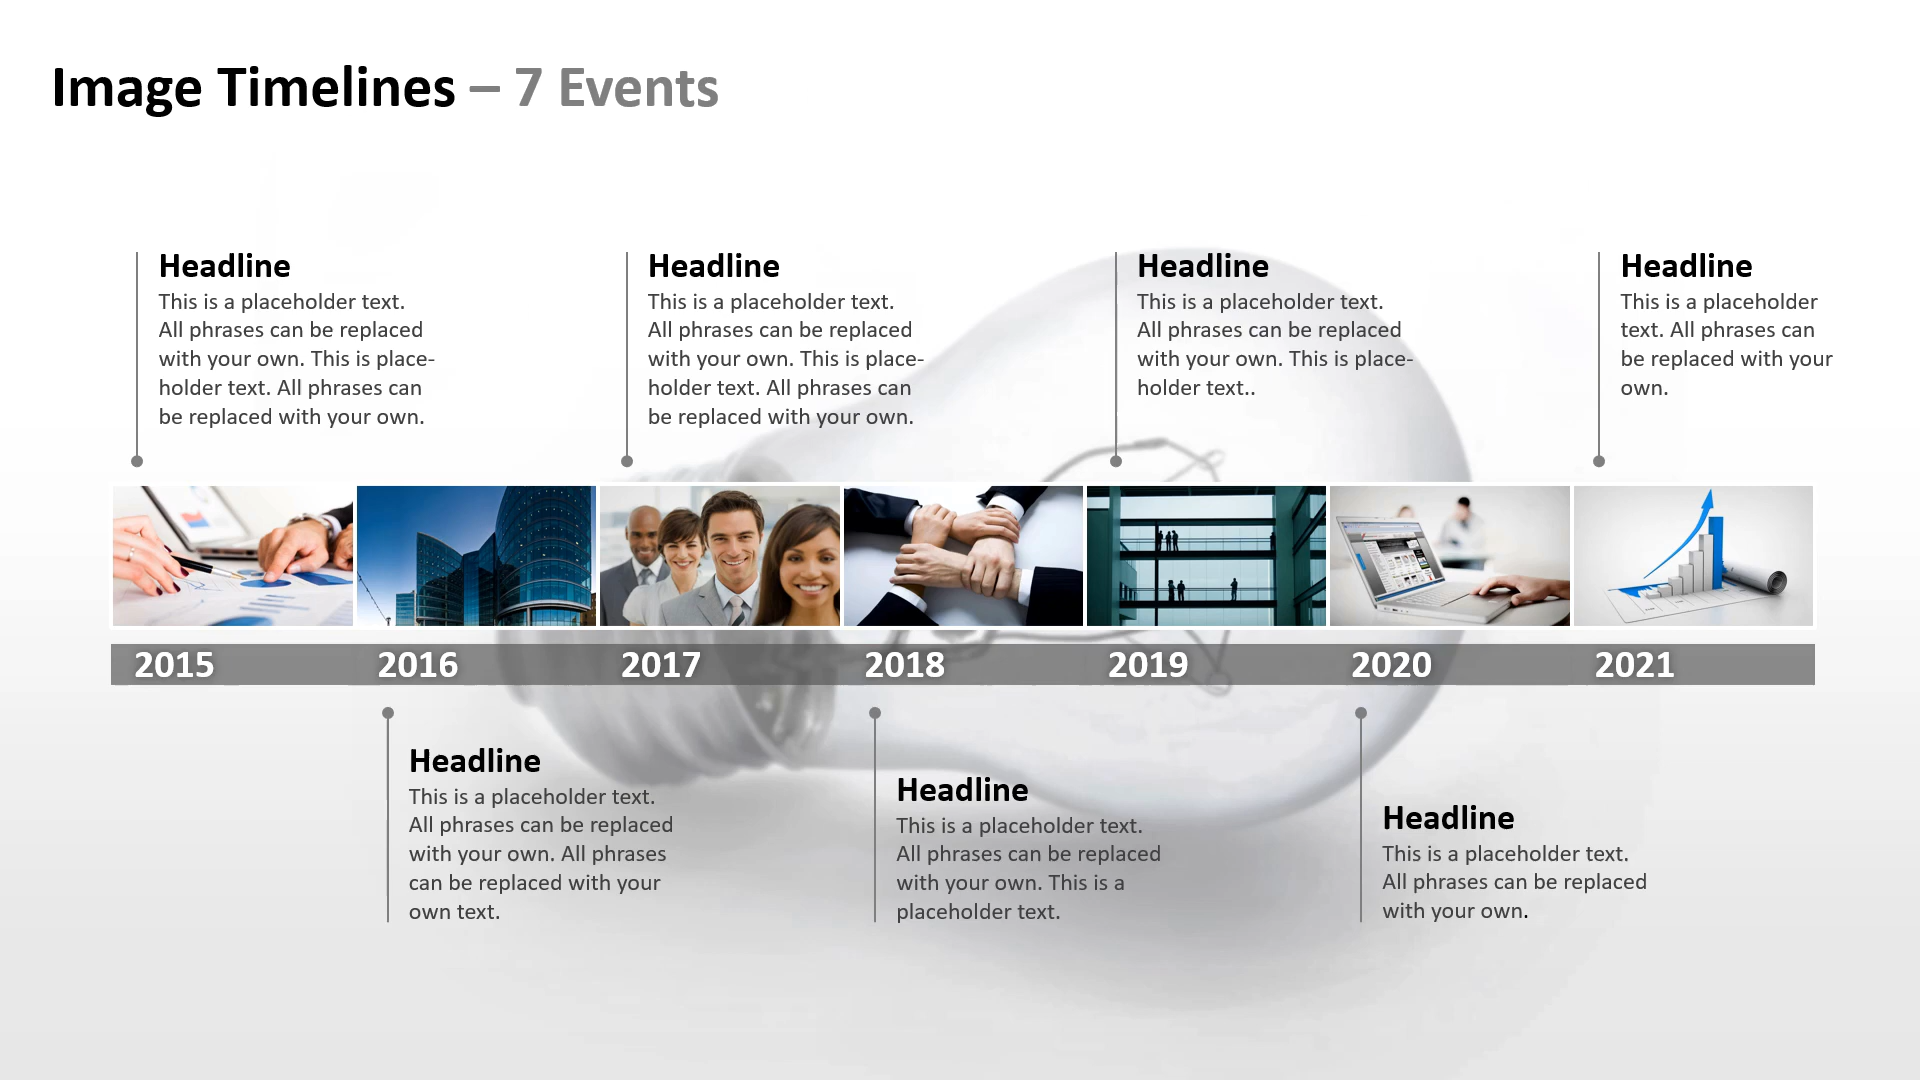 Image Timelines – 7 Events
Headline
This is a placeholder text.
All phrases can be replaced
with your own. This is place-
holder text. All phrases can
be replaced with your own.
Headline
This is a placeholder text.
All phrases can be replaced
with your own. This is place-
holder text. All phrases can
be replaced with your own.
Headline
This is a placeholder text.
All phrases can be replaced
with your own. This is place-
holder text..
Headline
This is a placeholder
text. All phrases can
be replaced with your
own.
2015
2016
2017
2018
2019
2020
2021
Headline
This is a placeholder text.
All phrases can be replaced
with your own. All phrases
can be replaced with your
own text.
Headline
This is a placeholder text.
All phrases can be replaced
with your own. This is a
placeholder text.
Headline
This is a placeholder text.
All phrases can be replaced
with your own.